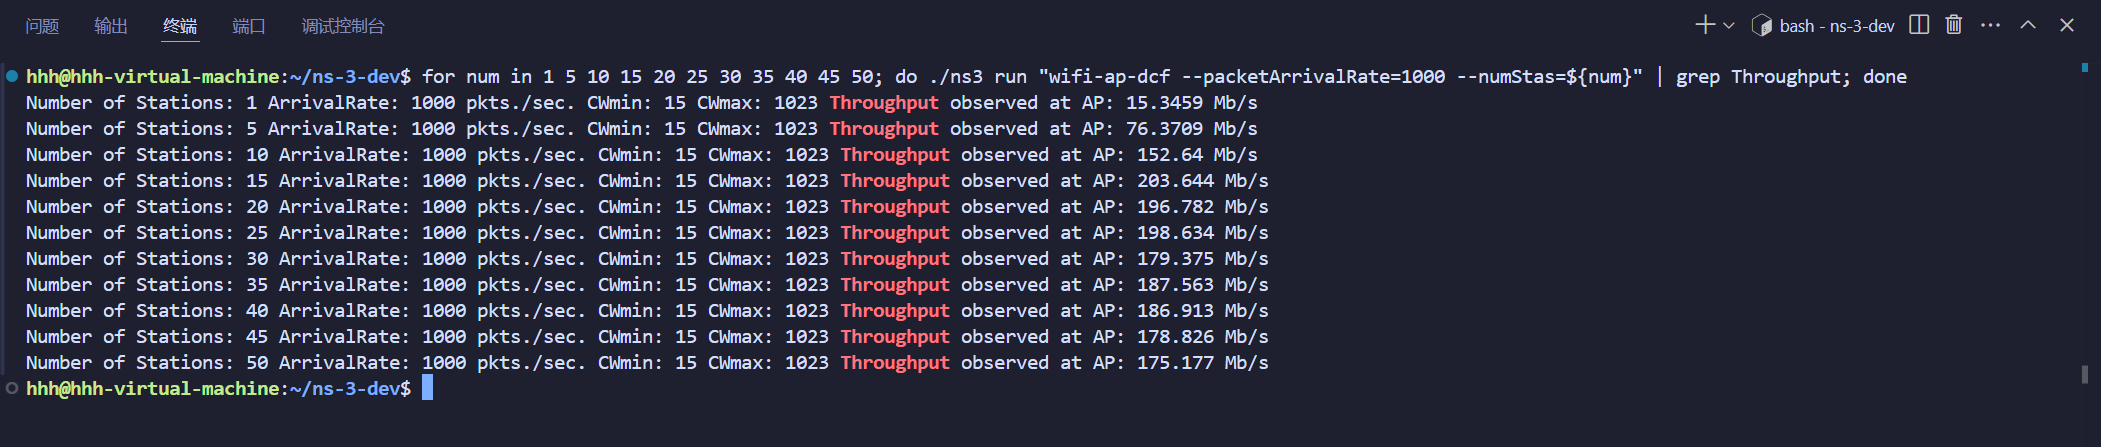 问题 输出 终端 端口 调试控制台 bash - ns-3-dev
hhh@hhh-virtual-machine:~/ns-3-dev$ for num in 1 5 10 15 20 25 30 35 40 45 50; do ./ns3 run "wifi-ap-dcf --packetArrivalRate=1000 --numStas=${num}" | grep Throughput; done
Number of Stations: 1 ArrivalRate: 1000 pkts./sec. CWmin: 15 CWmax: 1023 Throughput observed at AP: 15.3459 Mb/s
Number of Stations: 5 ArrivalRate: 1000 pkts./sec. CWmin: 15 CWmax: 1023 Throughput observed at AP: 76.3709 Mb/s
Number of Stations: 10 ArrivalRate: 1000 pkts./sec. CWmin: 15 CWmax: 1023 Throughput observed at AP: 152.64 Mb/s
Number of Stations: 15 ArrivalRate: 1000 pkts./sec. CWmin: 15 CWmax: 1023 Throughput observed at AP: 203.644 Mb/s
Number of Stations: 20 ArrivalRate: 1000 pkts./sec. CWmin: 15 CWmax: 1023 Throughput observed at AP: 196.782 Mb/s
Number of Stations: 25 ArrivalRate: 1000 pkts./sec. CWmin: 15 CWmax: 1023 Throughput observed at AP: 198.634 Mb/s
Number of Stations: 30 ArrivalRate: 1000 pkts./sec. CWmin: 15 CWmax: 1023 Throughput observed at AP: 179.375 Mb/s
Number of Stations: 35 ArrivalRate: 1000 pkts./sec. CWmin: 15 CWmax: 1023 Throughput observed at AP: 187.563 Mb/s
Number of Stations: 40 ArrivalRate: 1000 pkts./sec. CWmin: 15 CWmax: 1023 Throughput observed at AP: 186.913 Mb/s
Number of Stations: 45 ArrivalRate: 1000 pkts./sec. CWmin: 15 CWmax: 1023 Throughput observed at AP: 178.826 Mb/s
Number of Stations: 50 ArrivalRate: 1000 pkts./sec. CWmin: 15 CWmax: 1023 Throughput observed at AP: 175.177 Mb/s
hhh@hhh-virtual-machine:~/ns-3-dev$